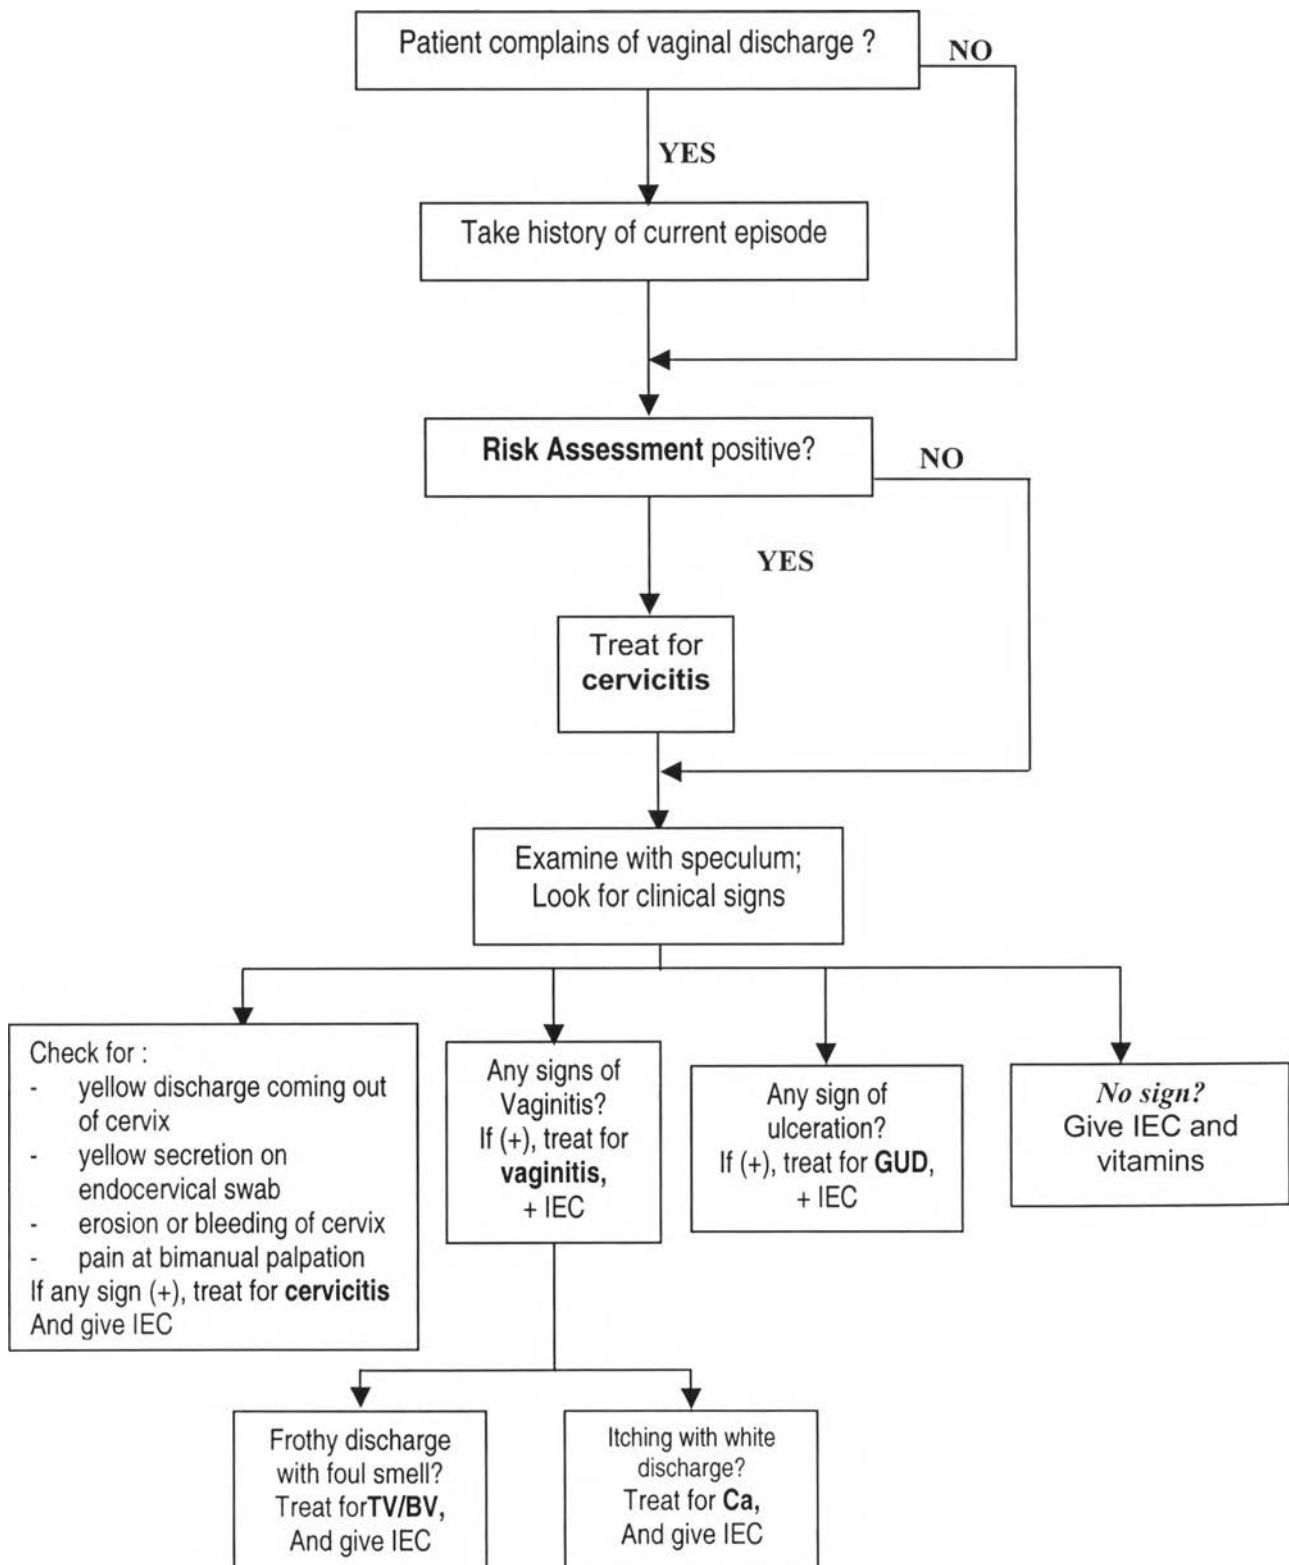 Patient complains of vaginal discharge ?
NO
YES
Take history of current episode
Risk Assessment positive?
NO
YES
Treat for
cervicitis
Examine with speculum;
Look for clinical signs
Check for :
- yellow discharge coming out
of cervix
- yellow secretion on
endocervical swab
- erosion or bleeding of cervix
- pain at bimanual palpation
If any sign (+), treat for cervicitis
And give IEC
Any signs of
Vaginitis?
If (+), treat for
vaginitis,
+ IEC
Any sign of
ulceration?
If (+), treat for GUD,
+ IEC
No sign?
Give IEC and
vitamins
Frothy discharge
with foul smell?
Treat forTV/BV,
And give IEC
Itching with white
discharge?
Treat for Ca,
And give IEC